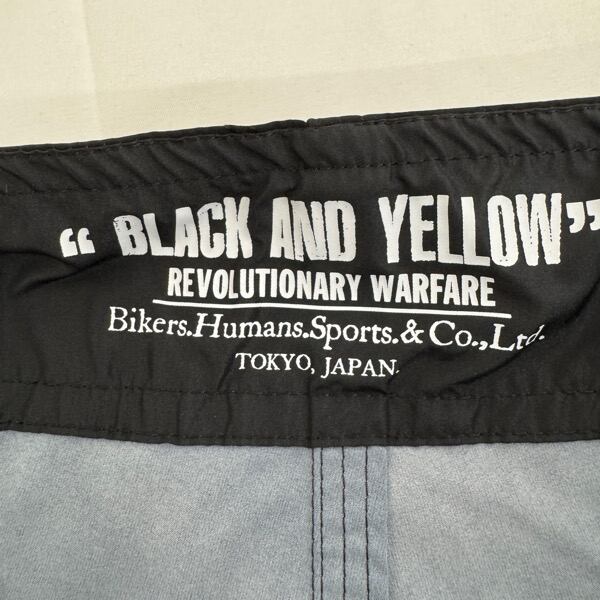 “ BLACK AND YELLOW”
REVOLUTIONARY WARFARE
Bikers.Humans.Sports.& Co.,Ltd.
TOKYO, JAPAN.